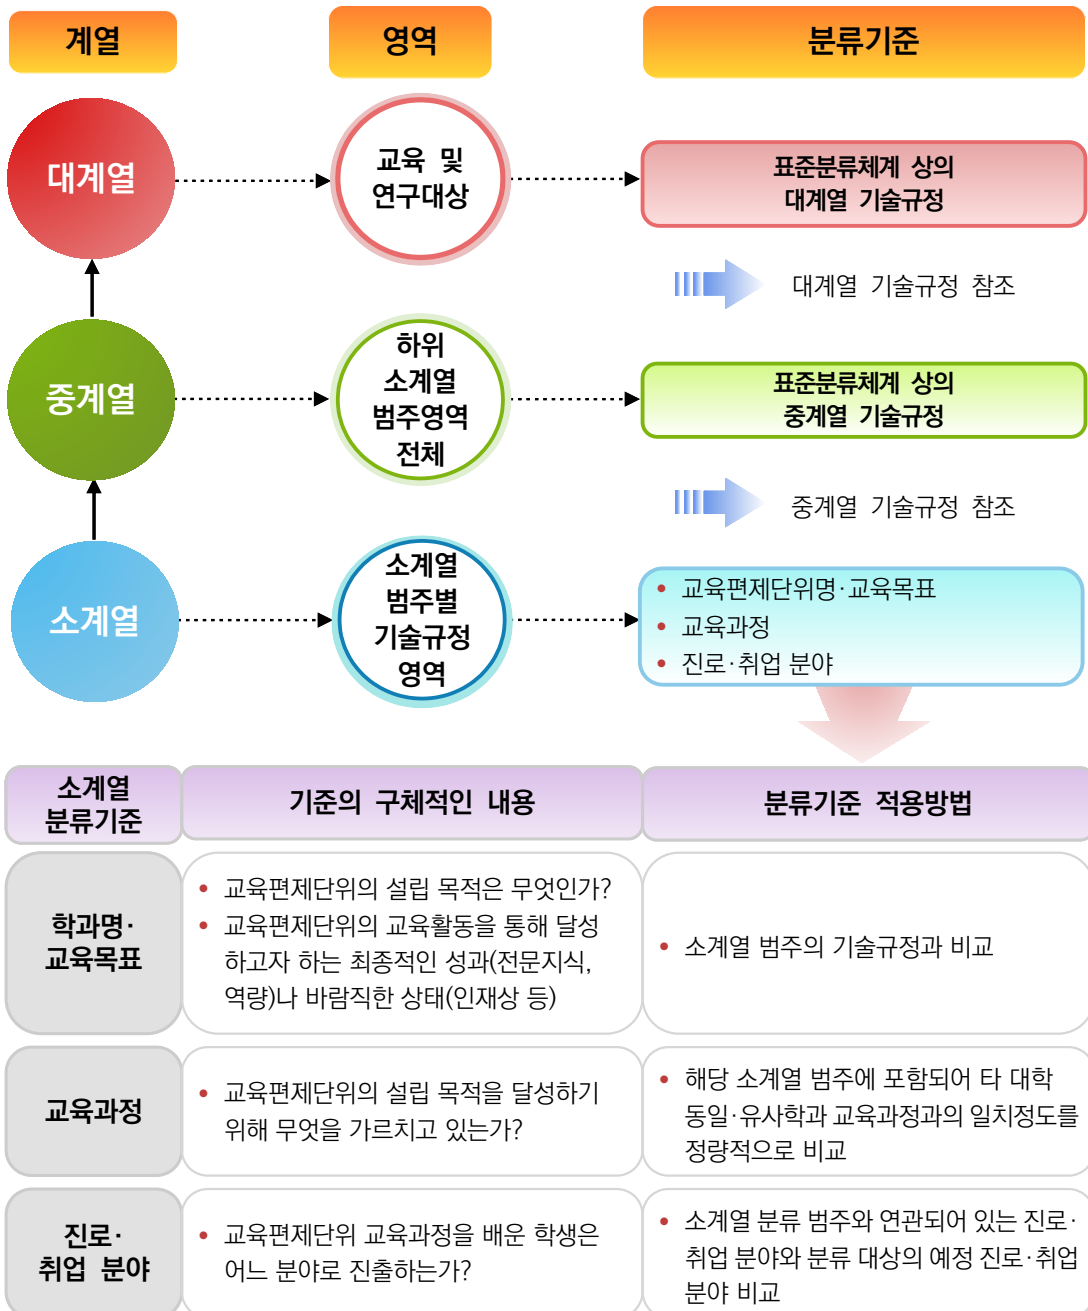 계열
영역
분류기준
대계열
교육 및
연구대상
표준분류체계 상의
대계열 기술규정
대계열 기술규정 참조
중계열
하위
소계열
범주영역
전체
표준분류체계 상의
중계열 기술규정
중계열 기술규정 참조
소계열
소계열
범주별
기술규정
영역
• 교육편제단위명·교육목표
• 교육과정
• 진로·취업 분야
소계열
분류기준
기준의 구체적인 내용
분류기준 적용방법
학과명·
교육목표
• 교육편제단위의 설립 목적은 무엇인가?
• 교육편제단위의 교육활동을 통해 달성
하고자 하는 최종적인 성과(전문지식,
역량)나 바람직한 상태(인재상 등)
• 소계열 범주의 기술규정과 비교
교육과정
• 교육편제단위의 설립 목적을 달성하기
위해 무엇을 가르치고 있는가?
• 해당 소계열 범주에 포함되어 타 대학
동일·유사학과 교육과정과의 일치정도를
정량적으로 비교
진로·
취업 분야
• 교육편제단위 교육과정을 배운 학생은
어느 분야로 진출하는가?
• 소계열 분류 범주와 연관되어 있는 진로·
취업 분야와 분류 대상의 예정 진로·취업
분야 비교